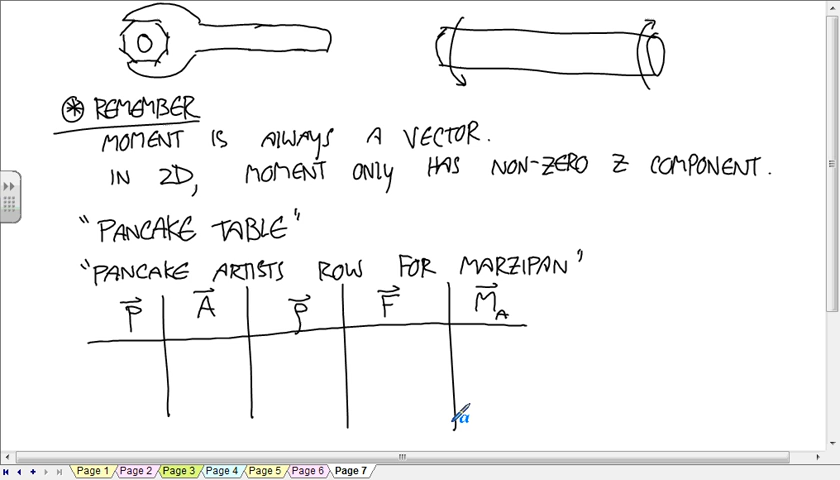 ⊛ REMEMBER
MOMENT IS ALWAYS A VECTOR.
IN 2D, MOMENT ONLY HAS NON-ZERO Z COMPONENT.
"PANCAKE TABLE"
"PANCAKE ARTISTS ROW FOR MARZIPAN"
P⃗ A⃗ ρ⃗ F⃗ M⃗_A
Page 1 Page 2 Page 3 Page 4 Page 5 Page 6 Page 7